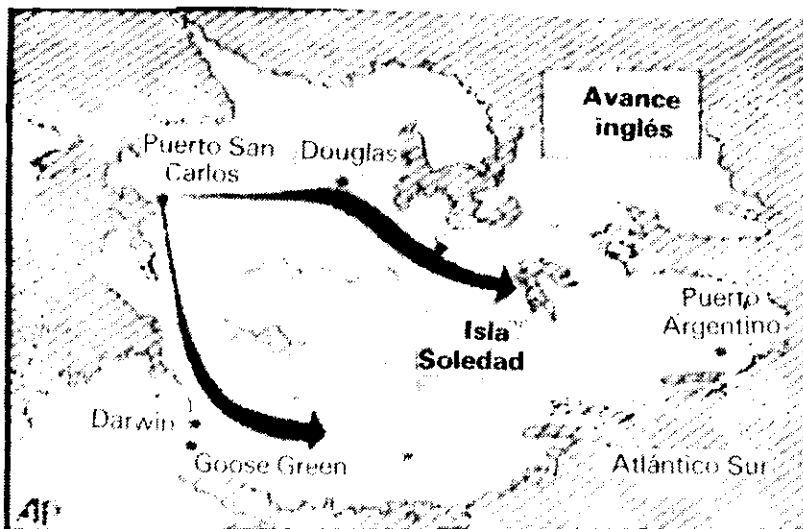 Avance
inglés
Puerto San
Carlos
Douglas
Isla
Soledad
Puerto
Argentino
Darwin
Goose Green
Atlántico Sur
AP